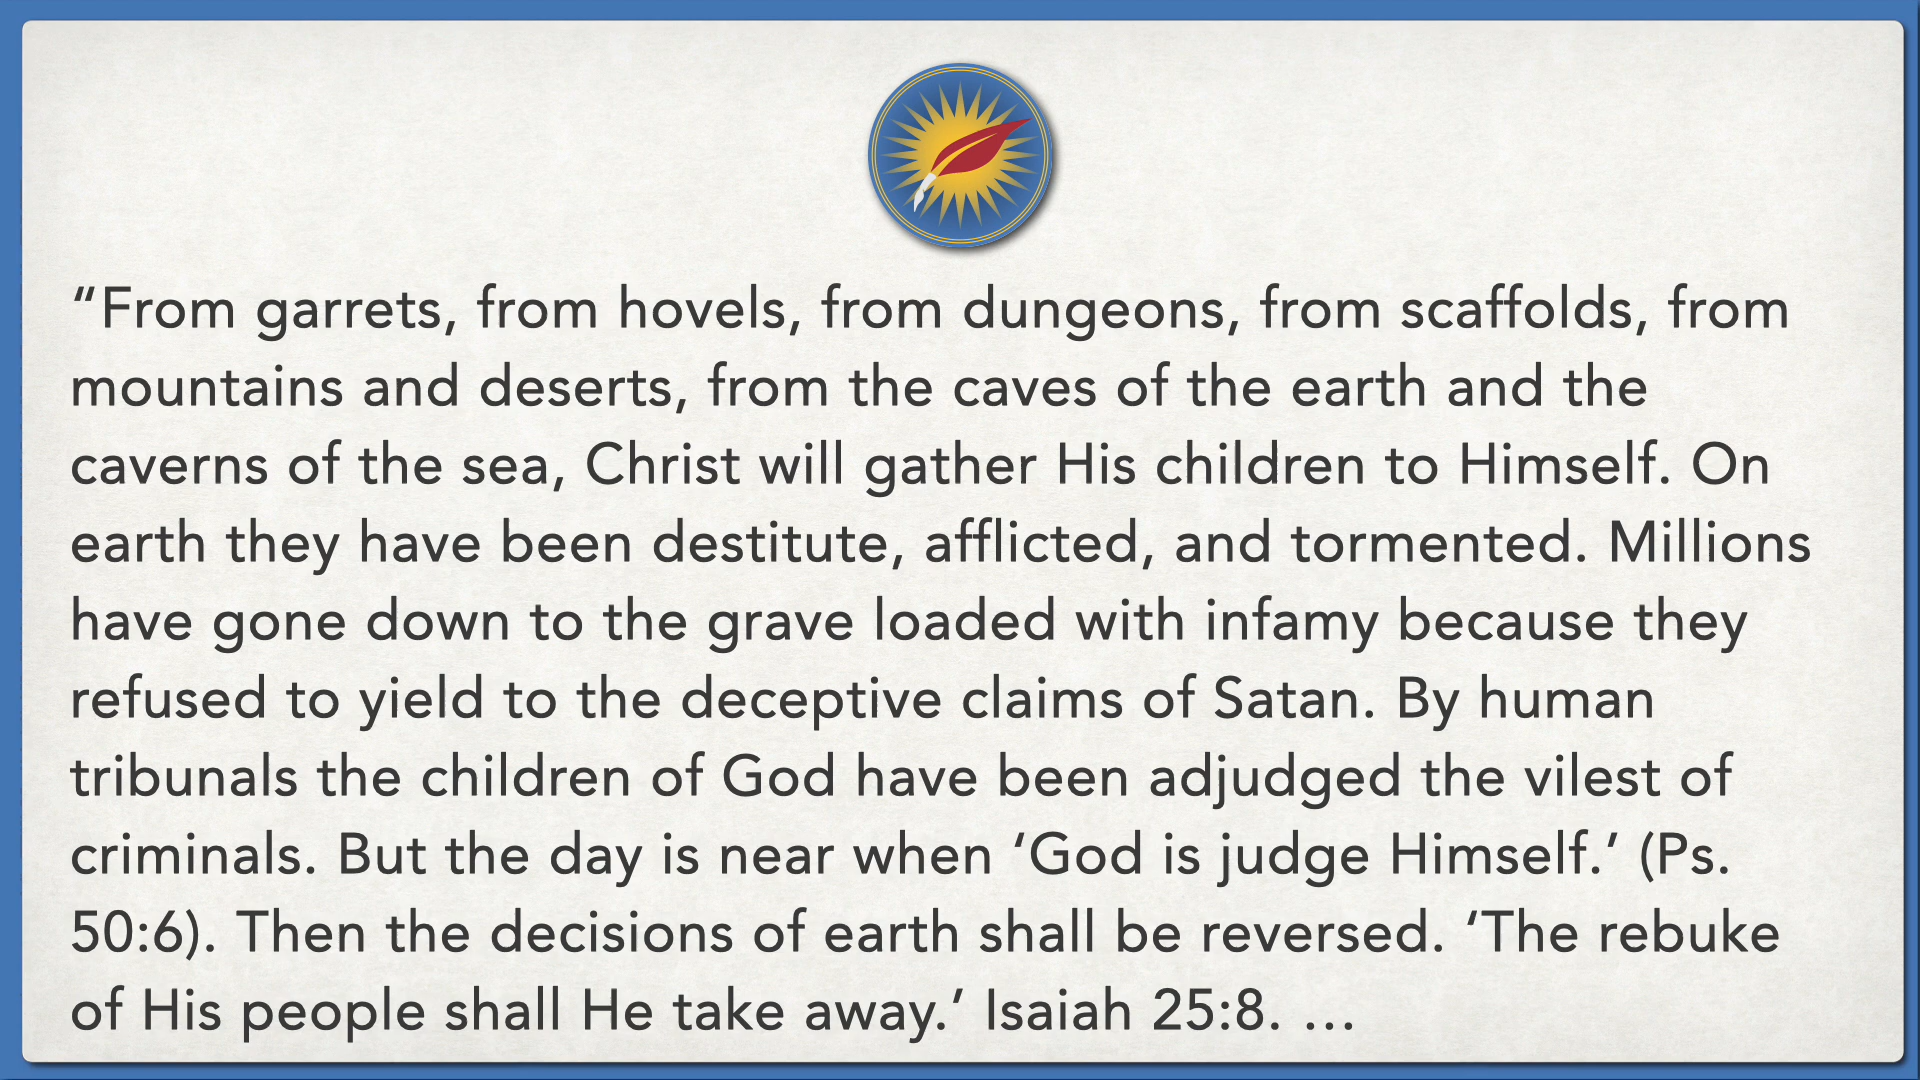 “From garrets, from hovels, from dungeons, from scaffolds, from
mountains and deserts, from the caves of the earth and the
caverns of the sea, Christ will gather His children to Himself. On
earth they have been destitute, afflicted, and tormented. Millions
have gone down to the grave loaded with infamy because they
refused to yield to the deceptive claims of Satan. By human
tribunals the children of God have been adjudged the vilest of
criminals. But the day is near when ‘God is judge Himself.’ (Ps.
50:6). Then the decisions of earth shall be reversed. ‘The rebuke
of His people shall He take away.’ Isaiah 25:8. …